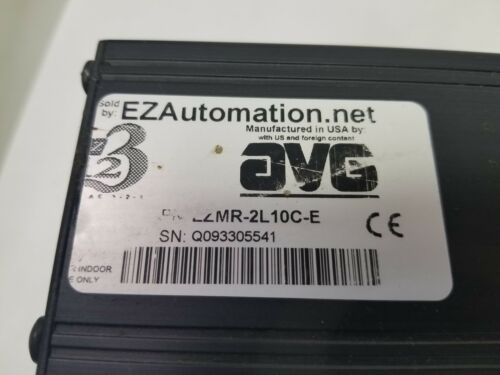 Sold
by: EZAutomation.net
Manufactured in USA by:
with US and foreign content
AVG
EZMR-2L10C-E
CE
SN: Q093305541
INDOOR
E ONLY